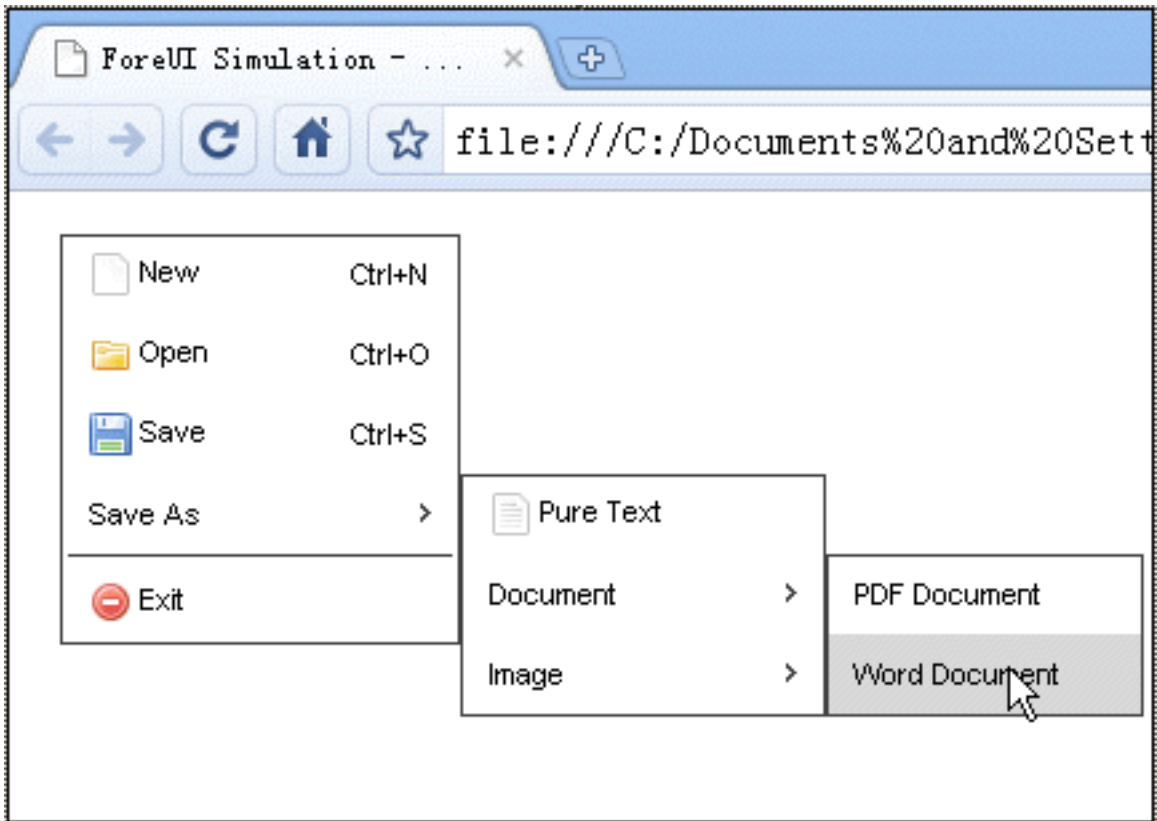 ForeUI Simulation - ...
file:///C:/Documents%20and%20Sett
New Ctrl+N
Open Ctrl+O
Save Ctrl+S
Save As >
Exit
Pure Text
Document >
Image >
PDF Document
Word Document